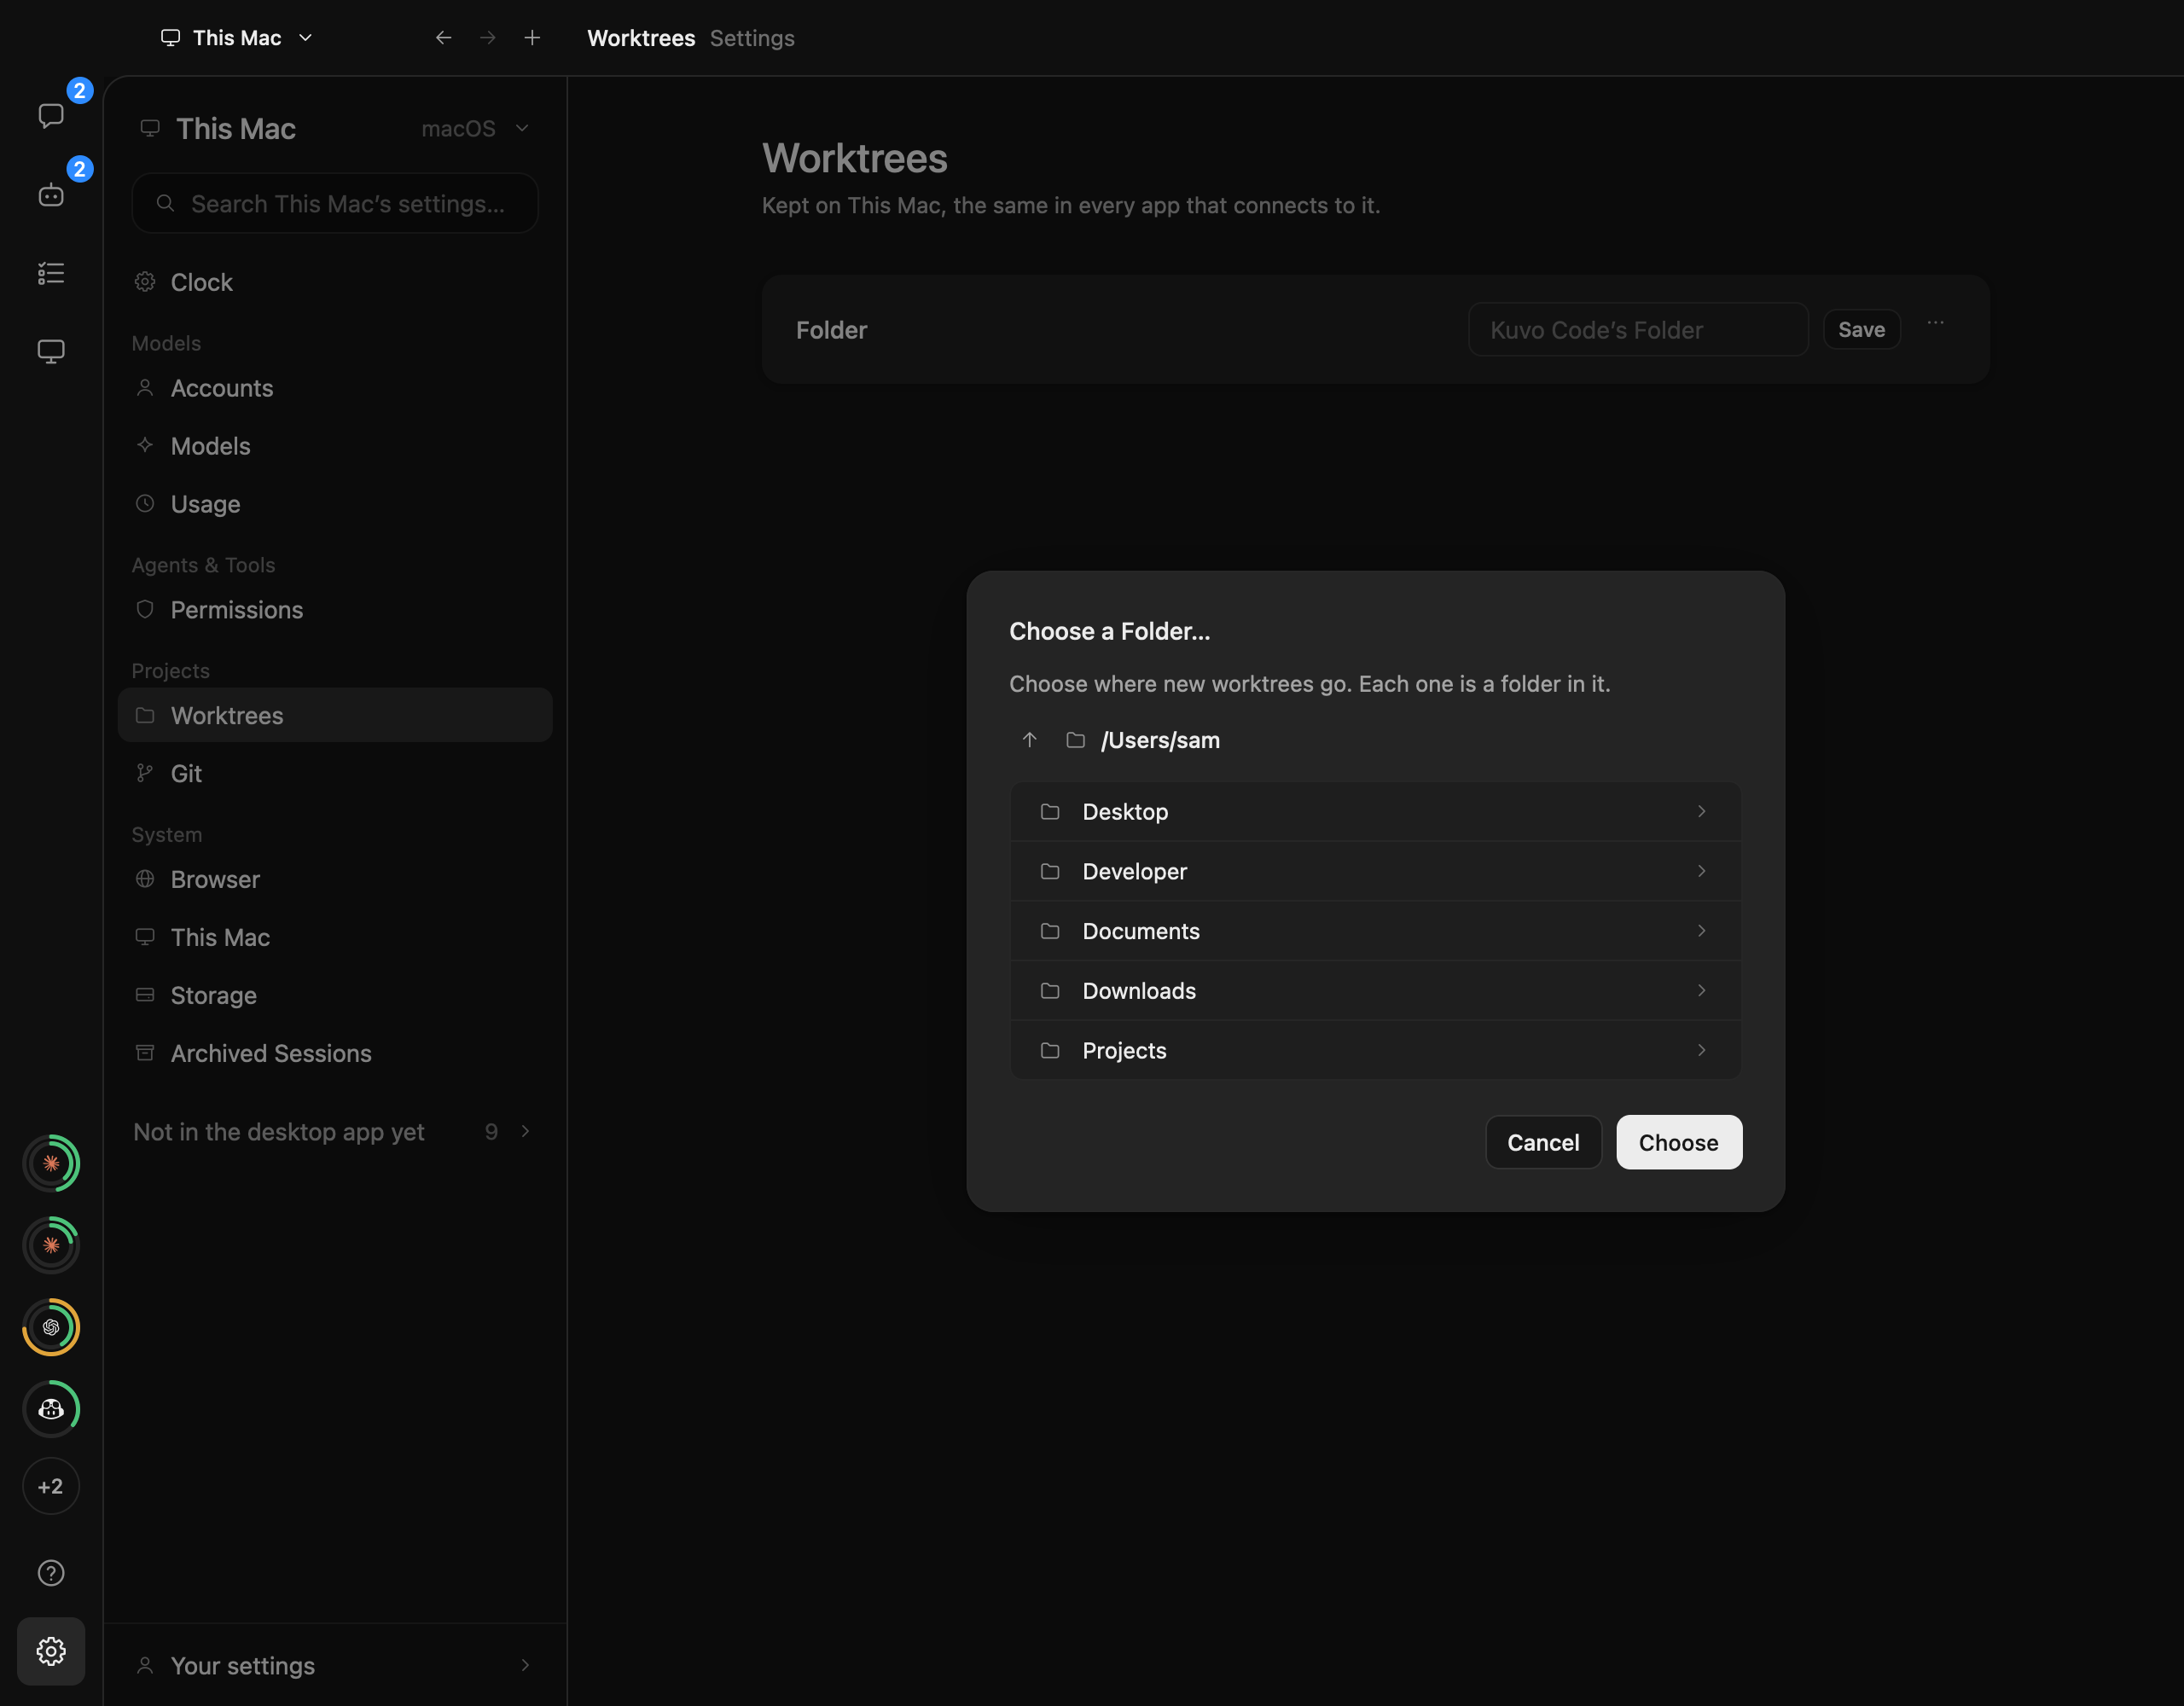 This Mac
Worktrees Settings
2
2
This Mac macOS
Search This Mac’s settings...
Clock
Models
Accounts
Models
Usage
Agents & Tools
Permissions
Projects
Worktrees
Git
System
Browser
This Mac
Storage
Archived Sessions
Not in the desktop app yet 9
+2
Your settings
Worktrees
Kept on This Mac, the same in every app that connects to it.
Folder Kuvo Code’s Folder Save
Choose a Folder...
Choose where new worktrees go. Each one is a folder in it.
/Users/sam
Desktop
Developer
Documents
Downloads
Projects
Cancel Choose